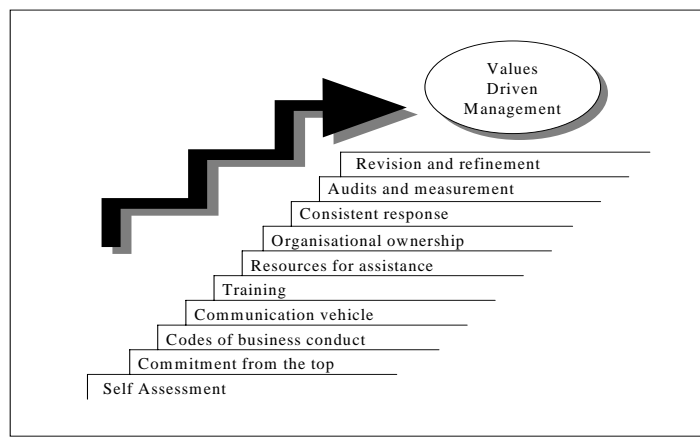 Values
Driven
Management
Revision and refinement
Audits and measurement
Consistent response
Organisational ownership
Resources for assistance
Training
Communication vehicle
Codes of business conduct
Commitment from the top
Self Assessment